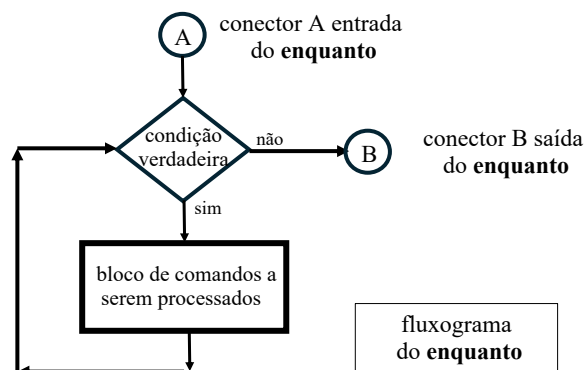 A
conector A entrada
do enquanto
condição
verdadeira
não
B
conector B saída
do enquanto
sim
bloco de comandos a
serem processados
fluxograma
do enquanto